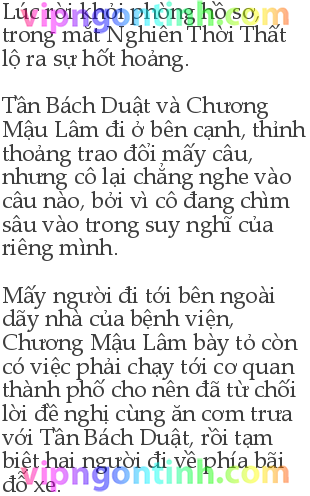 Lúc rời khỏi phòng hồ sơ,
trong mắt Nghiên Thời Thất
lộ ra sự hốt hoảng.
Tần Bách Duật và Chương
Mậu Lâm đi ở bên cạnh, thỉnh
thoảng trao đổi mấy câu,
nhưng cô lại chẳng nghe vào
câu nào, bởi vì cô đang chìm
sâu vào trong suy nghĩ của
riêng mình.
Mấy người đi tới bên ngoài
dãy nhà của bệnh viện,
Chương Mậu Lâm bày tỏ còn
có việc phải chạy tới cơ quan
thành phố cho nên đã từ chối
lời đề nghị cùng ăn cơm trưa
với Tần Bách Duật, rồi tạm
biệt hai người đi về phía bãi
đỗ xe.
vipngontinh.com
vipngontinh.com